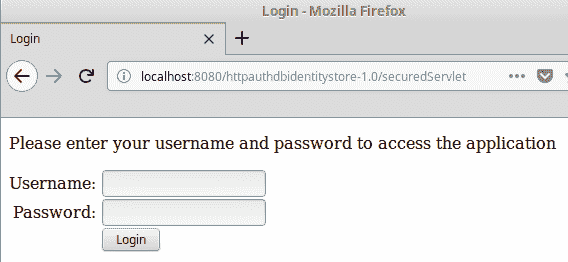 Login - Mozilla Firefox
Login
localhost:8080/httpauthdbidentitystore-1.0/securedServlet
Please enter your username and password to access the application
Username:
Password:
Login